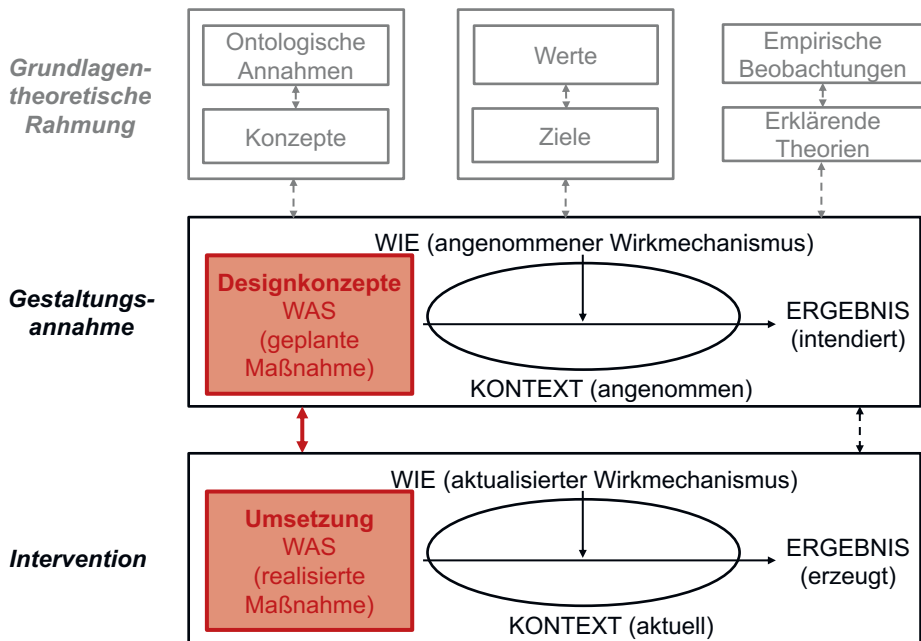 Grundlagen-
theoretische
Rahmung
Ontologische
Annahmen
Konzepte
Werte
Ziele
Empirische
Beobachtungen
Erklärende
Theorien
Gestaltungs-
annahme
WIE (angenommener Wirkmechanismus)
Designkonzepte
WAS
(geplante
Maßnahme)
ERGEBNIS
(intendiert)
KONTEXT (angenommen)
Intervention
WIE (aktualisierter Wirkmechanismus)
Umsetzung
WAS
(realisierte
Maßnahme)
ERGEBNIS
(erzeugt)
KONTEXT (aktuell)